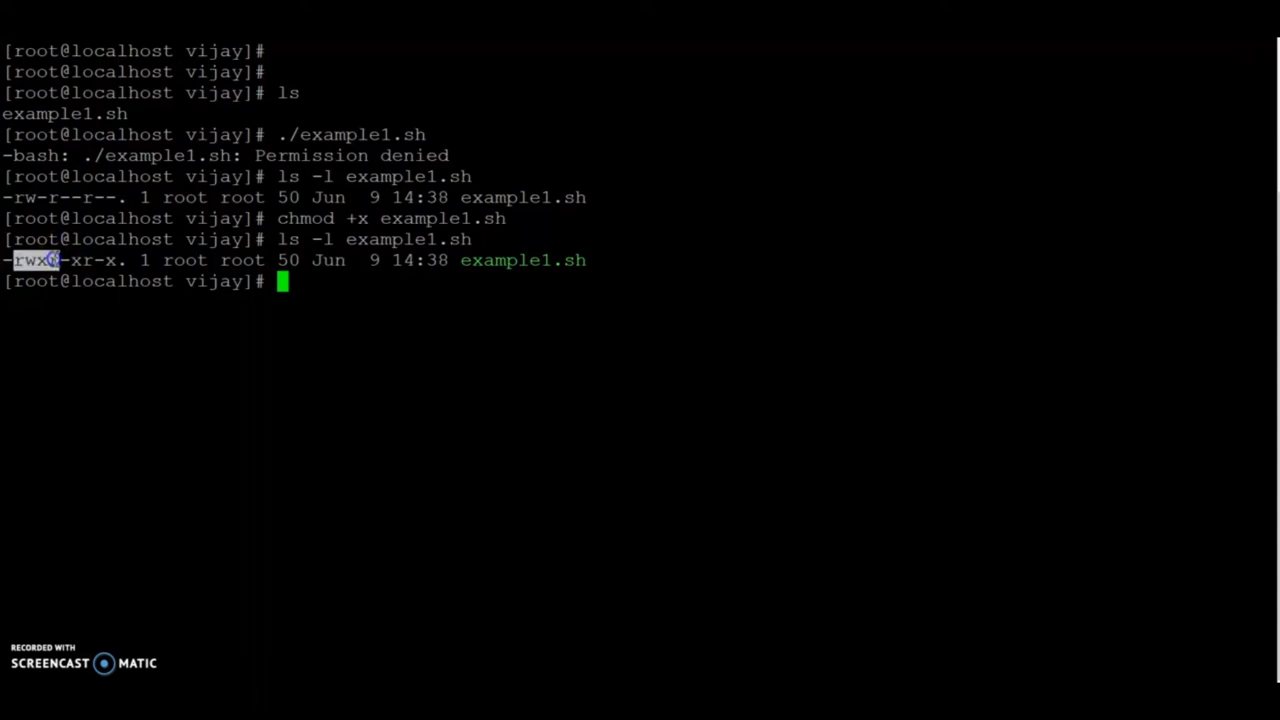 [root@localhost vijay]#
[root@localhost vijay]#
[root@localhost vijay]# ls
example1.sh
[root@localhost vijay]# ./example1.sh
-bash: ./example1.sh: Permission denied
[root@localhost vijay]# ls -l example1.sh
-rw-r--r--. 1 root root 50 Jun  9 14:38 example1.sh
[root@localhost vijay]# chmod +x example1.sh
[root@localhost vijay]# ls -l example1.sh
-rwxr-xr-x. 1 root root 50 Jun  9 14:38 example1.sh
[root@localhost vijay]#
RECORDED WITH
SCREENCAST MATIC